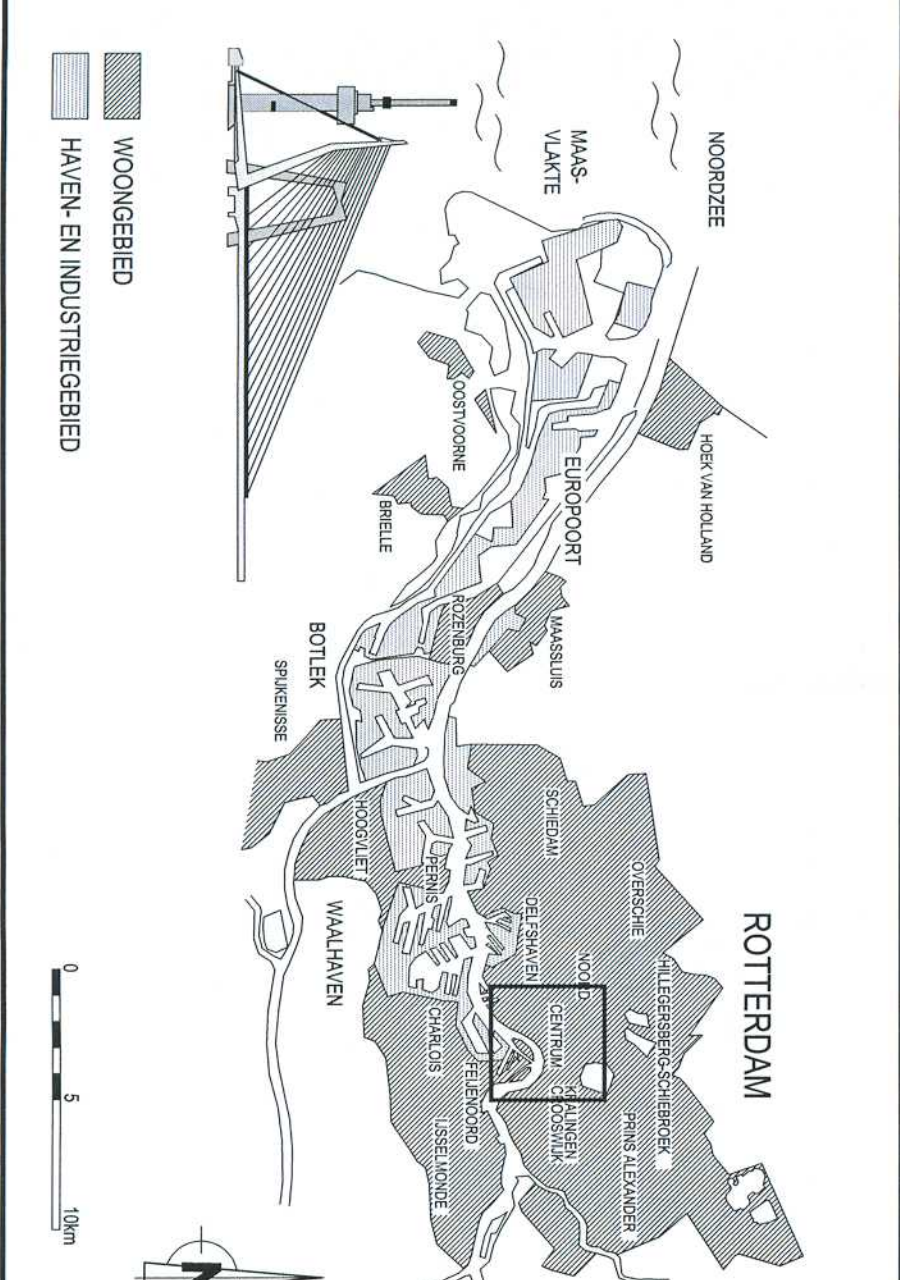 ROTTERDAM
NOORDZEE
HOEK VAN HOLLAND
MAAS-
VLAKTE
EUROPOORT
MAASSLUIS
OOSTVOORNE
BRIELLE
ROZENBURG
BOTLEK
SPIJKENISSE
HOOGVLIET
PERNIS
SCHIEDAM
OVERSCHIE
HILLEGERSBERG-SCHIEBROEK
DELFSHAVEN
NOORD
CENTRUM
KRALINGEN
CROOSWIJK
PRINS ALEXANDER
WAALHAVEN
CHARLOIS
FEIJENOORD
IJSSELMONDE
WOONGEBIED
HAVEN- EN INDUSTRIEGEBIED
0 5 10km
N